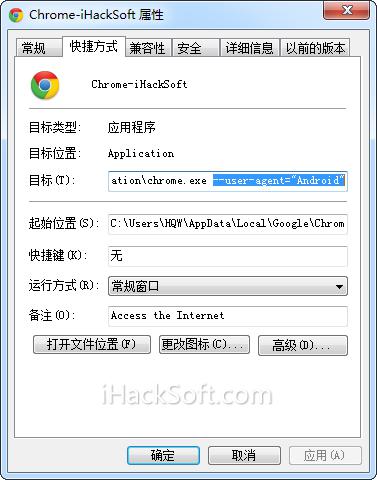 Chrome-iHackSoft 属性
常规 快捷方式 兼容性 安全 详细信息 以前的版本
Chrome-iHackSoft
目标类型: 应用程序
目标位置: Application
目标(T): ation\chrome.exe --user-agent="Android"
起始位置(S): C:\Users\HQW\AppData\Local\Google\Chrom
快捷键(K): 无
运行方式(R): 常规窗口
备注(O): Access the Internet
打开文件位置(F) 更改图标(C)... 高级(D)...
iHackSoft.com
确定 取消 应用(A)